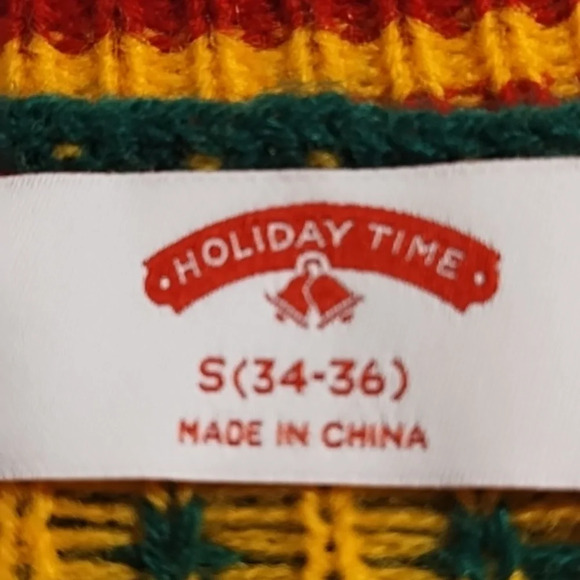 • HOLIDAY TIME •
S(34-36)
MADE IN CHINA